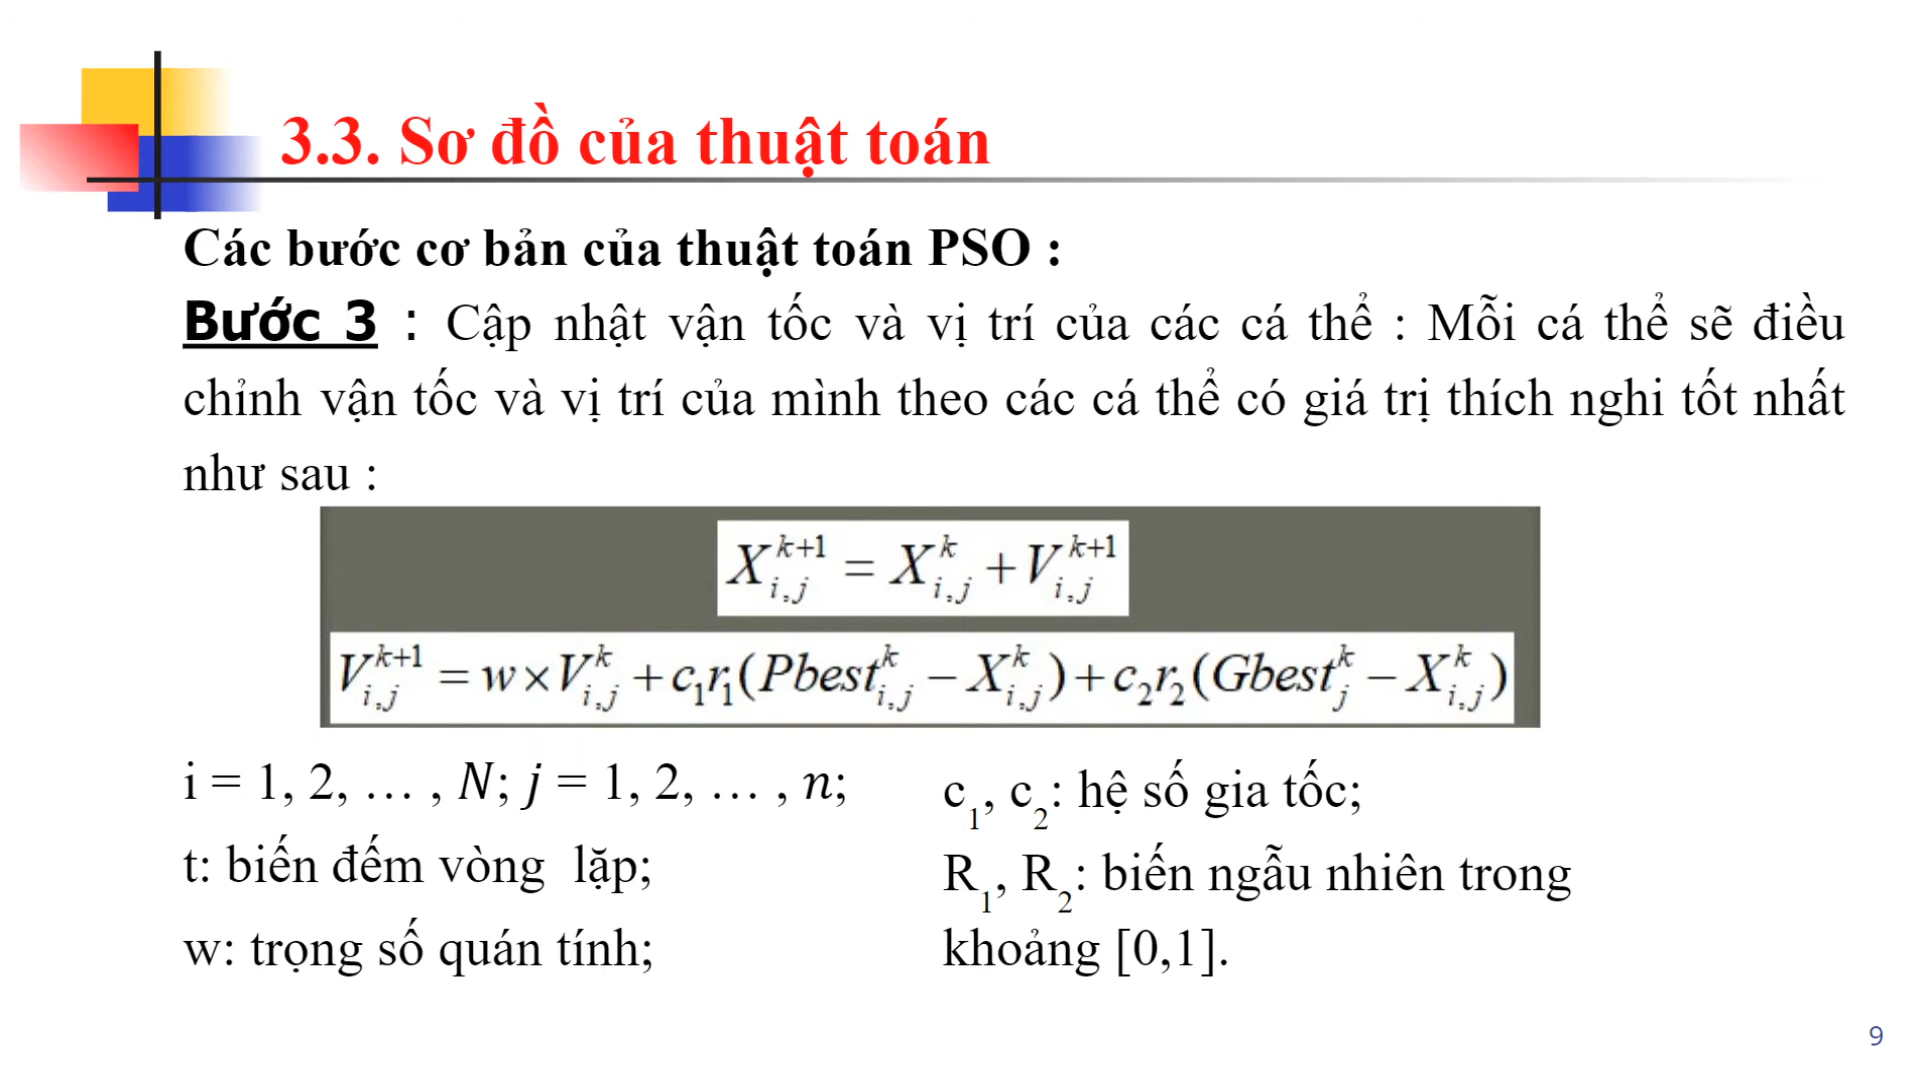 3.3. Sơ đồ của thuật toán
Các bước cơ bản của thuật toán PSO :
Bước 3 : Cập nhật vận tốc và vị trí của các cá thể : Mỗi cá thể sẽ điều
chỉnh vận tốc và vị trí của mình theo các cá thể có giá trị thích nghi tốt nhất
như sau :
X_{i,j}^{k+1} = X_{i,j}^{k} + V_{i,j}^{k+1}
V_{i,j}^{k+1} = w × V_{i,j}^{k} + c_1r_1(Pbest_{i,j}^{k} − X_{i,j}^{k}) + c_2r_2(Gbest_{j}^{k} − X_{i,j}^{k})
i = 1, 2, … , N; j = 1, 2, … , n;
t: biến đếm vòng lặp;
w: trọng số quán tính;
c_1, c_2: hệ số gia tốc;
R_1, R_2: biến ngẫu nhiên trong
khoảng [0,1].
9